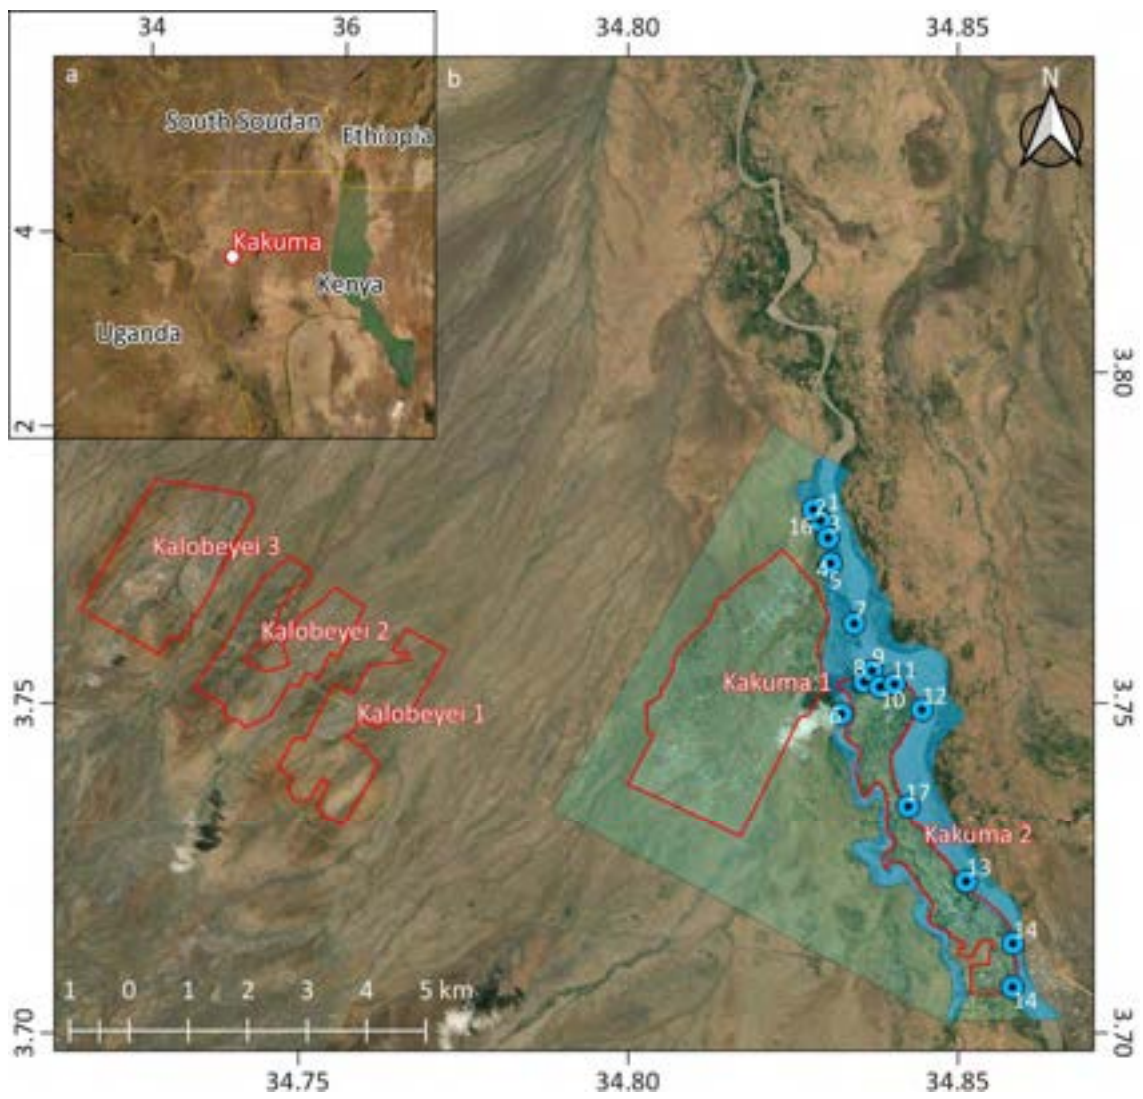 34 36 34.80 34.85
a b N
South Soudan
Ethiopia
4
Kakuma
Kenya
Uganda
3.80
2
1
2
16 3
Kalobeyei 3
4
5
7
Kalobeyei 2
9
8 11
Kakuma 1
10
12
3.75 3.75
Kalobeyei 1
6
17
Kakuma 2
13
14
1 0 1 2 3 4 5 km
14
3.70 3.70
34.75 34.80 34.85